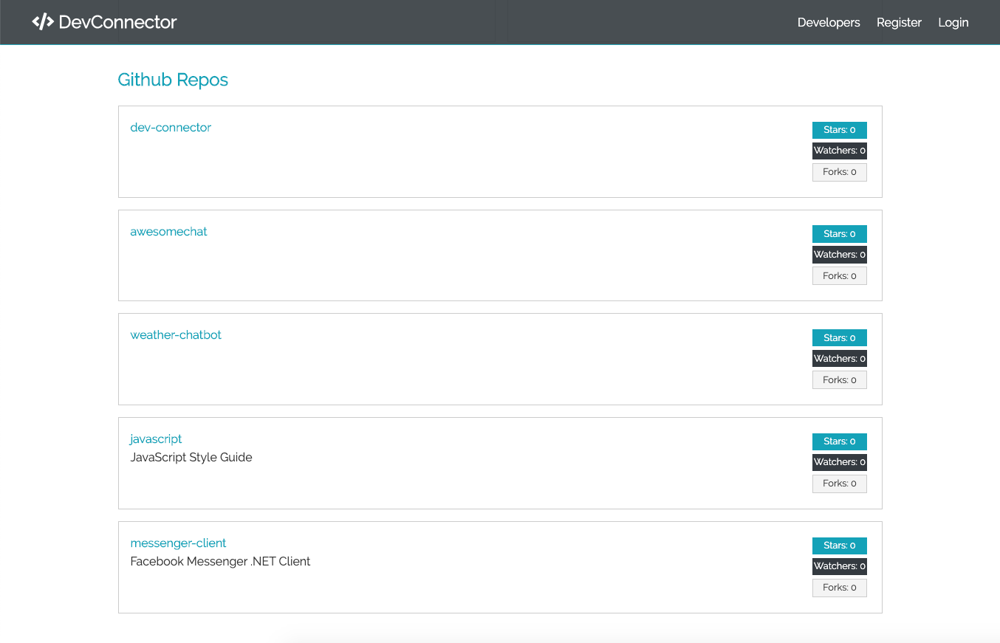 </> DevConnector
Developers Register Login
Github Repos
dev-connector
Stars: 0
Watchers: 0
Forks: 0
awesomechat
Stars: 0
Watchers: 0
Forks: 0
weather-chatbot
Stars: 0
Watchers: 0
Forks: 0
javascript
JavaScript Style Guide
Stars: 0
Watchers: 0
Forks: 0
messenger-client
Facebook Messenger .NET Client
Stars: 0
Watchers: 0
Forks: 0